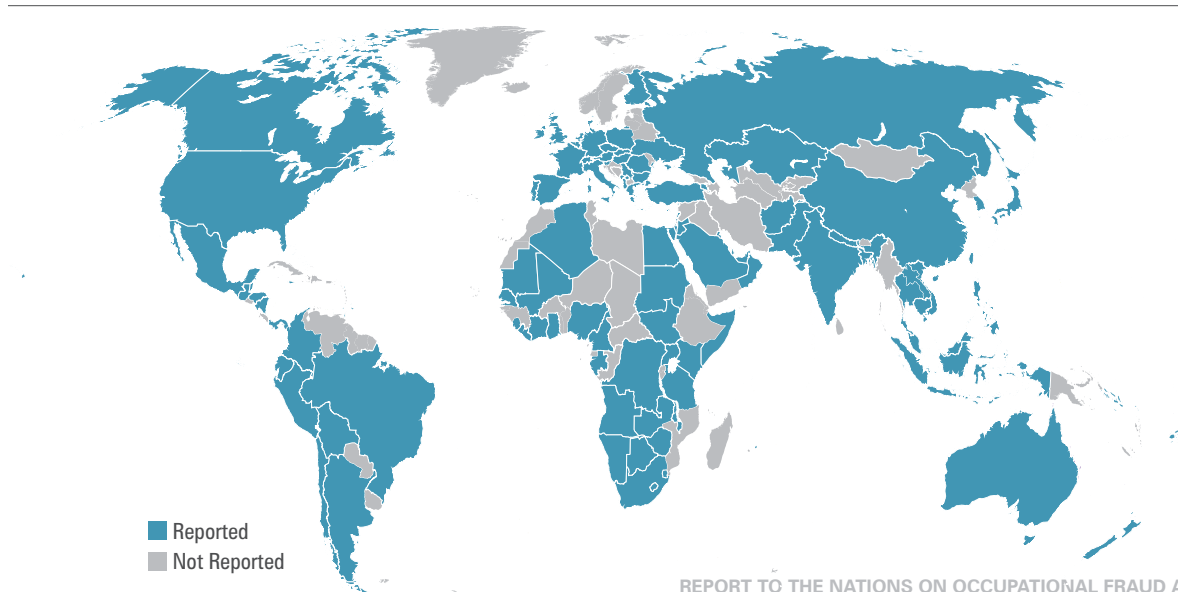 Reported
Not Reported
REPORT TO THE NATIONS ON OCCUPATIONAL FRAUD A